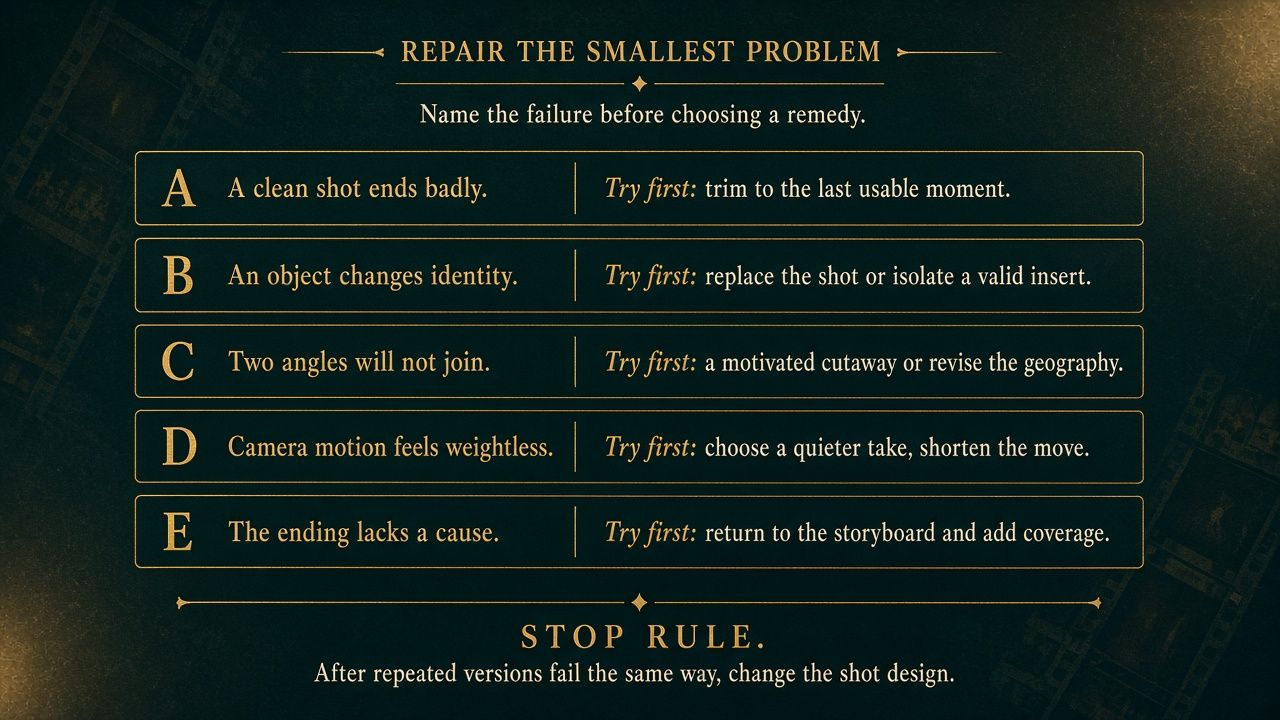 REPAIR THE SMALLEST PROBLEM
Name the failure before choosing a remedy.
A A clean shot ends badly. Try first: trim to the last usable moment.
B An object changes identity. Try first: replace the shot or isolate a valid insert.
C Two angles will not join. Try first: a motivated cutaway or revise the geography.
D Camera motion feels weightless. Try first: choose a quieter take, shorten the move.
E The ending lacks a cause. Try first: return to the storyboard and add coverage.
STOP RULE.
After repeated versions fail the same way, change the shot design.